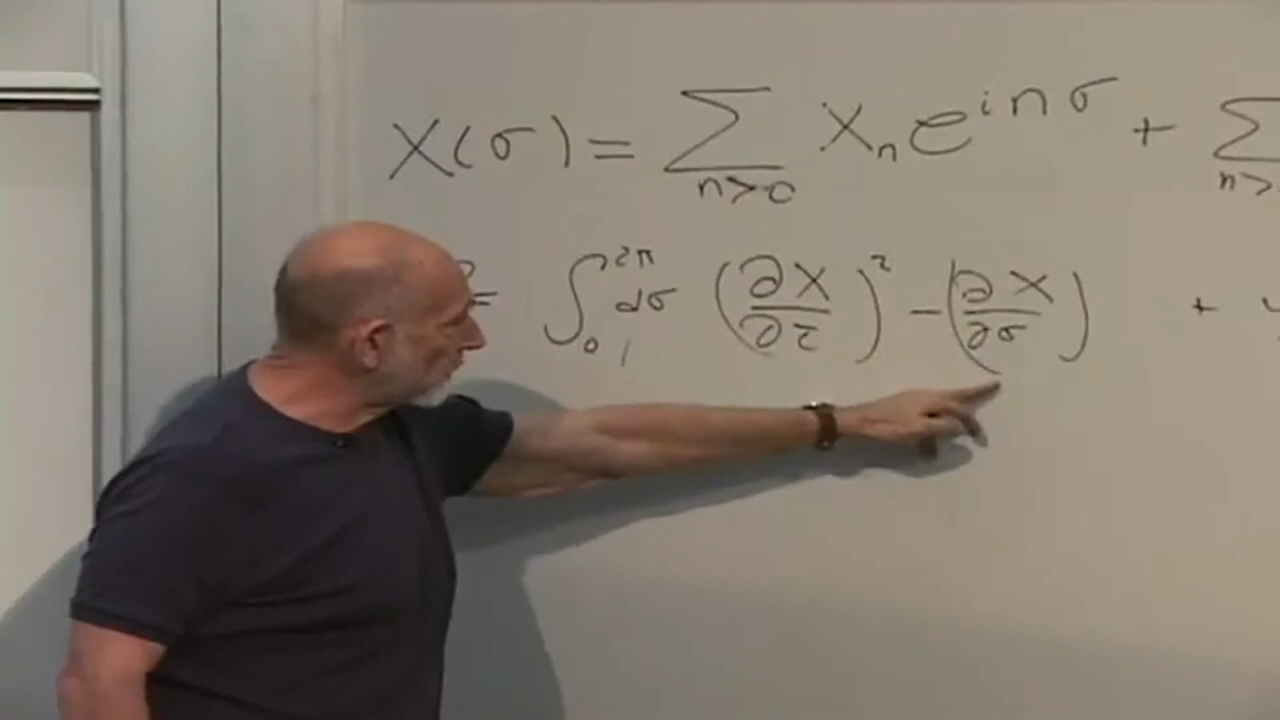 X(σ) = ∑ n>0 Xₙ e^{inσ} + ∑ n>
= ∫₀^{2π} dσ (∂X/∂τ)² − (∂X/∂σ) +